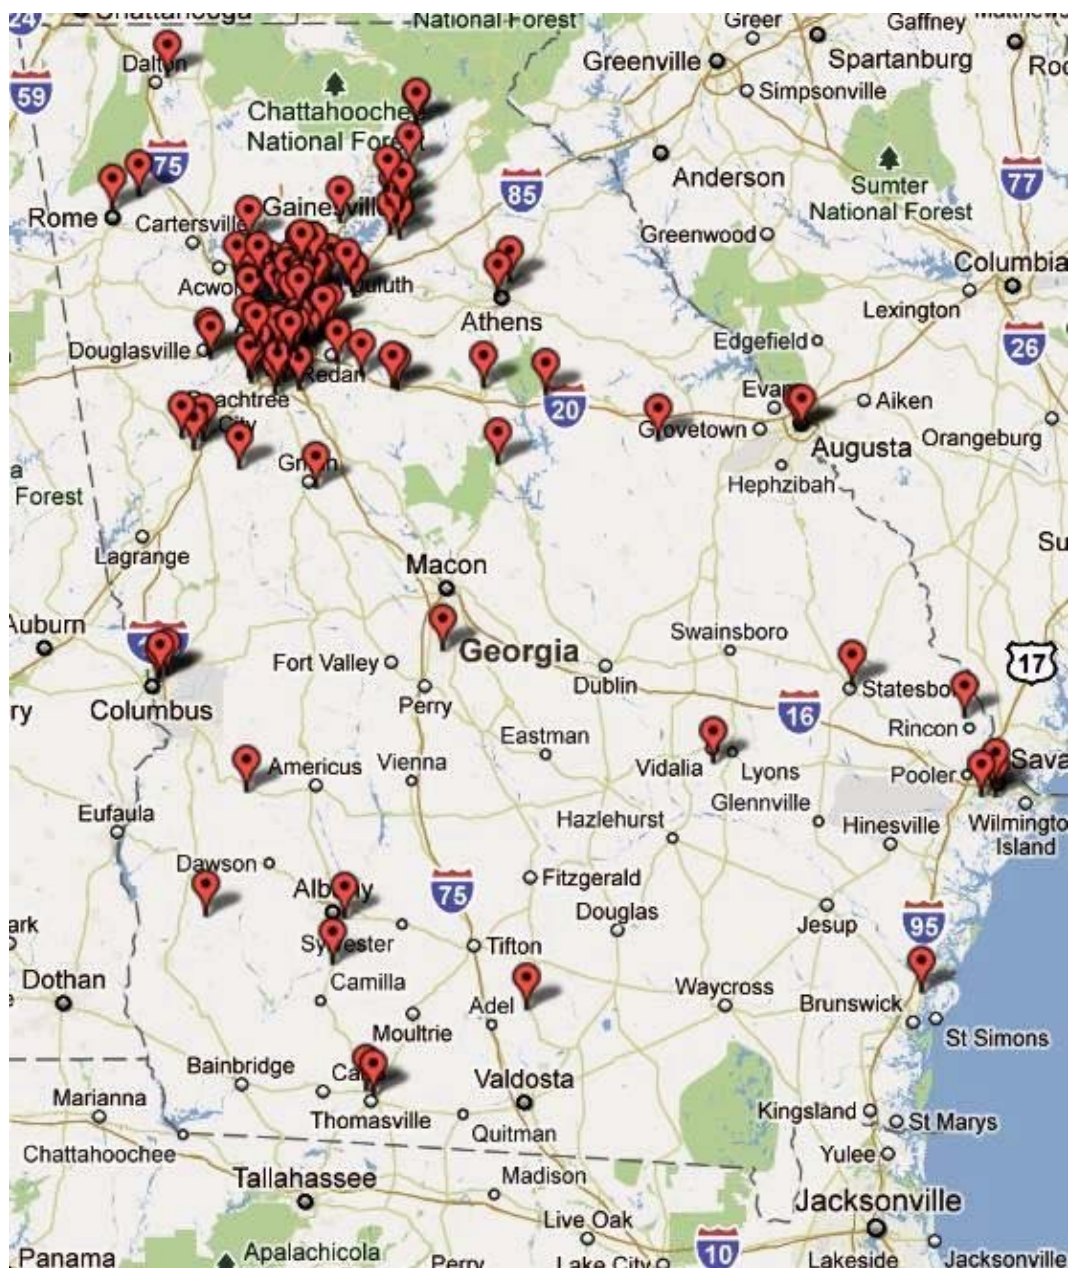 24
Chattanooga
National Forest
Greer
Gaffney
Dalton
Greenville
Spartanburg
59
Simpsonville
Chattahoochee
National Forest
75
Anderson
Sumter
National Forest
77
85
Rome
Cartersville
Gainesville
Greenwood
Columbia
Lexington
Athens
Douglasville
Edgefield
26
Redan
Peachtree
City
20
Aiken
Grovetown
Orangeburg
Augusta
Griffin
Forest
Hephzibah
Lagrange
Macon
Auburn
Swainsboro
Georgia
17
Fort Valley
Dublin
Columbus
Perry
16
Rincon
Eastman
Americus
Vienna
Vidalia
Lyons
Pooler
Glennville
Eufaula
Hazlehurst
Hinesville
Wilmington
Island
Dawson
Albany
75
Fitzgerald
Douglas
Jesup
95
Sylvester
Tifton
Dothan
Camilla
Adel
Waycross
Brunswick
Moultrie
St Simons
Bainbridge
Valdosta
Marianna
Thomasville
Kingsland
St Marys
Quitman
Chattahoochee
Yulee
Tallahassee
Madison
Jacksonville
Live Oak
10
Apalachicola
Panama
Perry
Lake City
Lakeside
Jacksonville